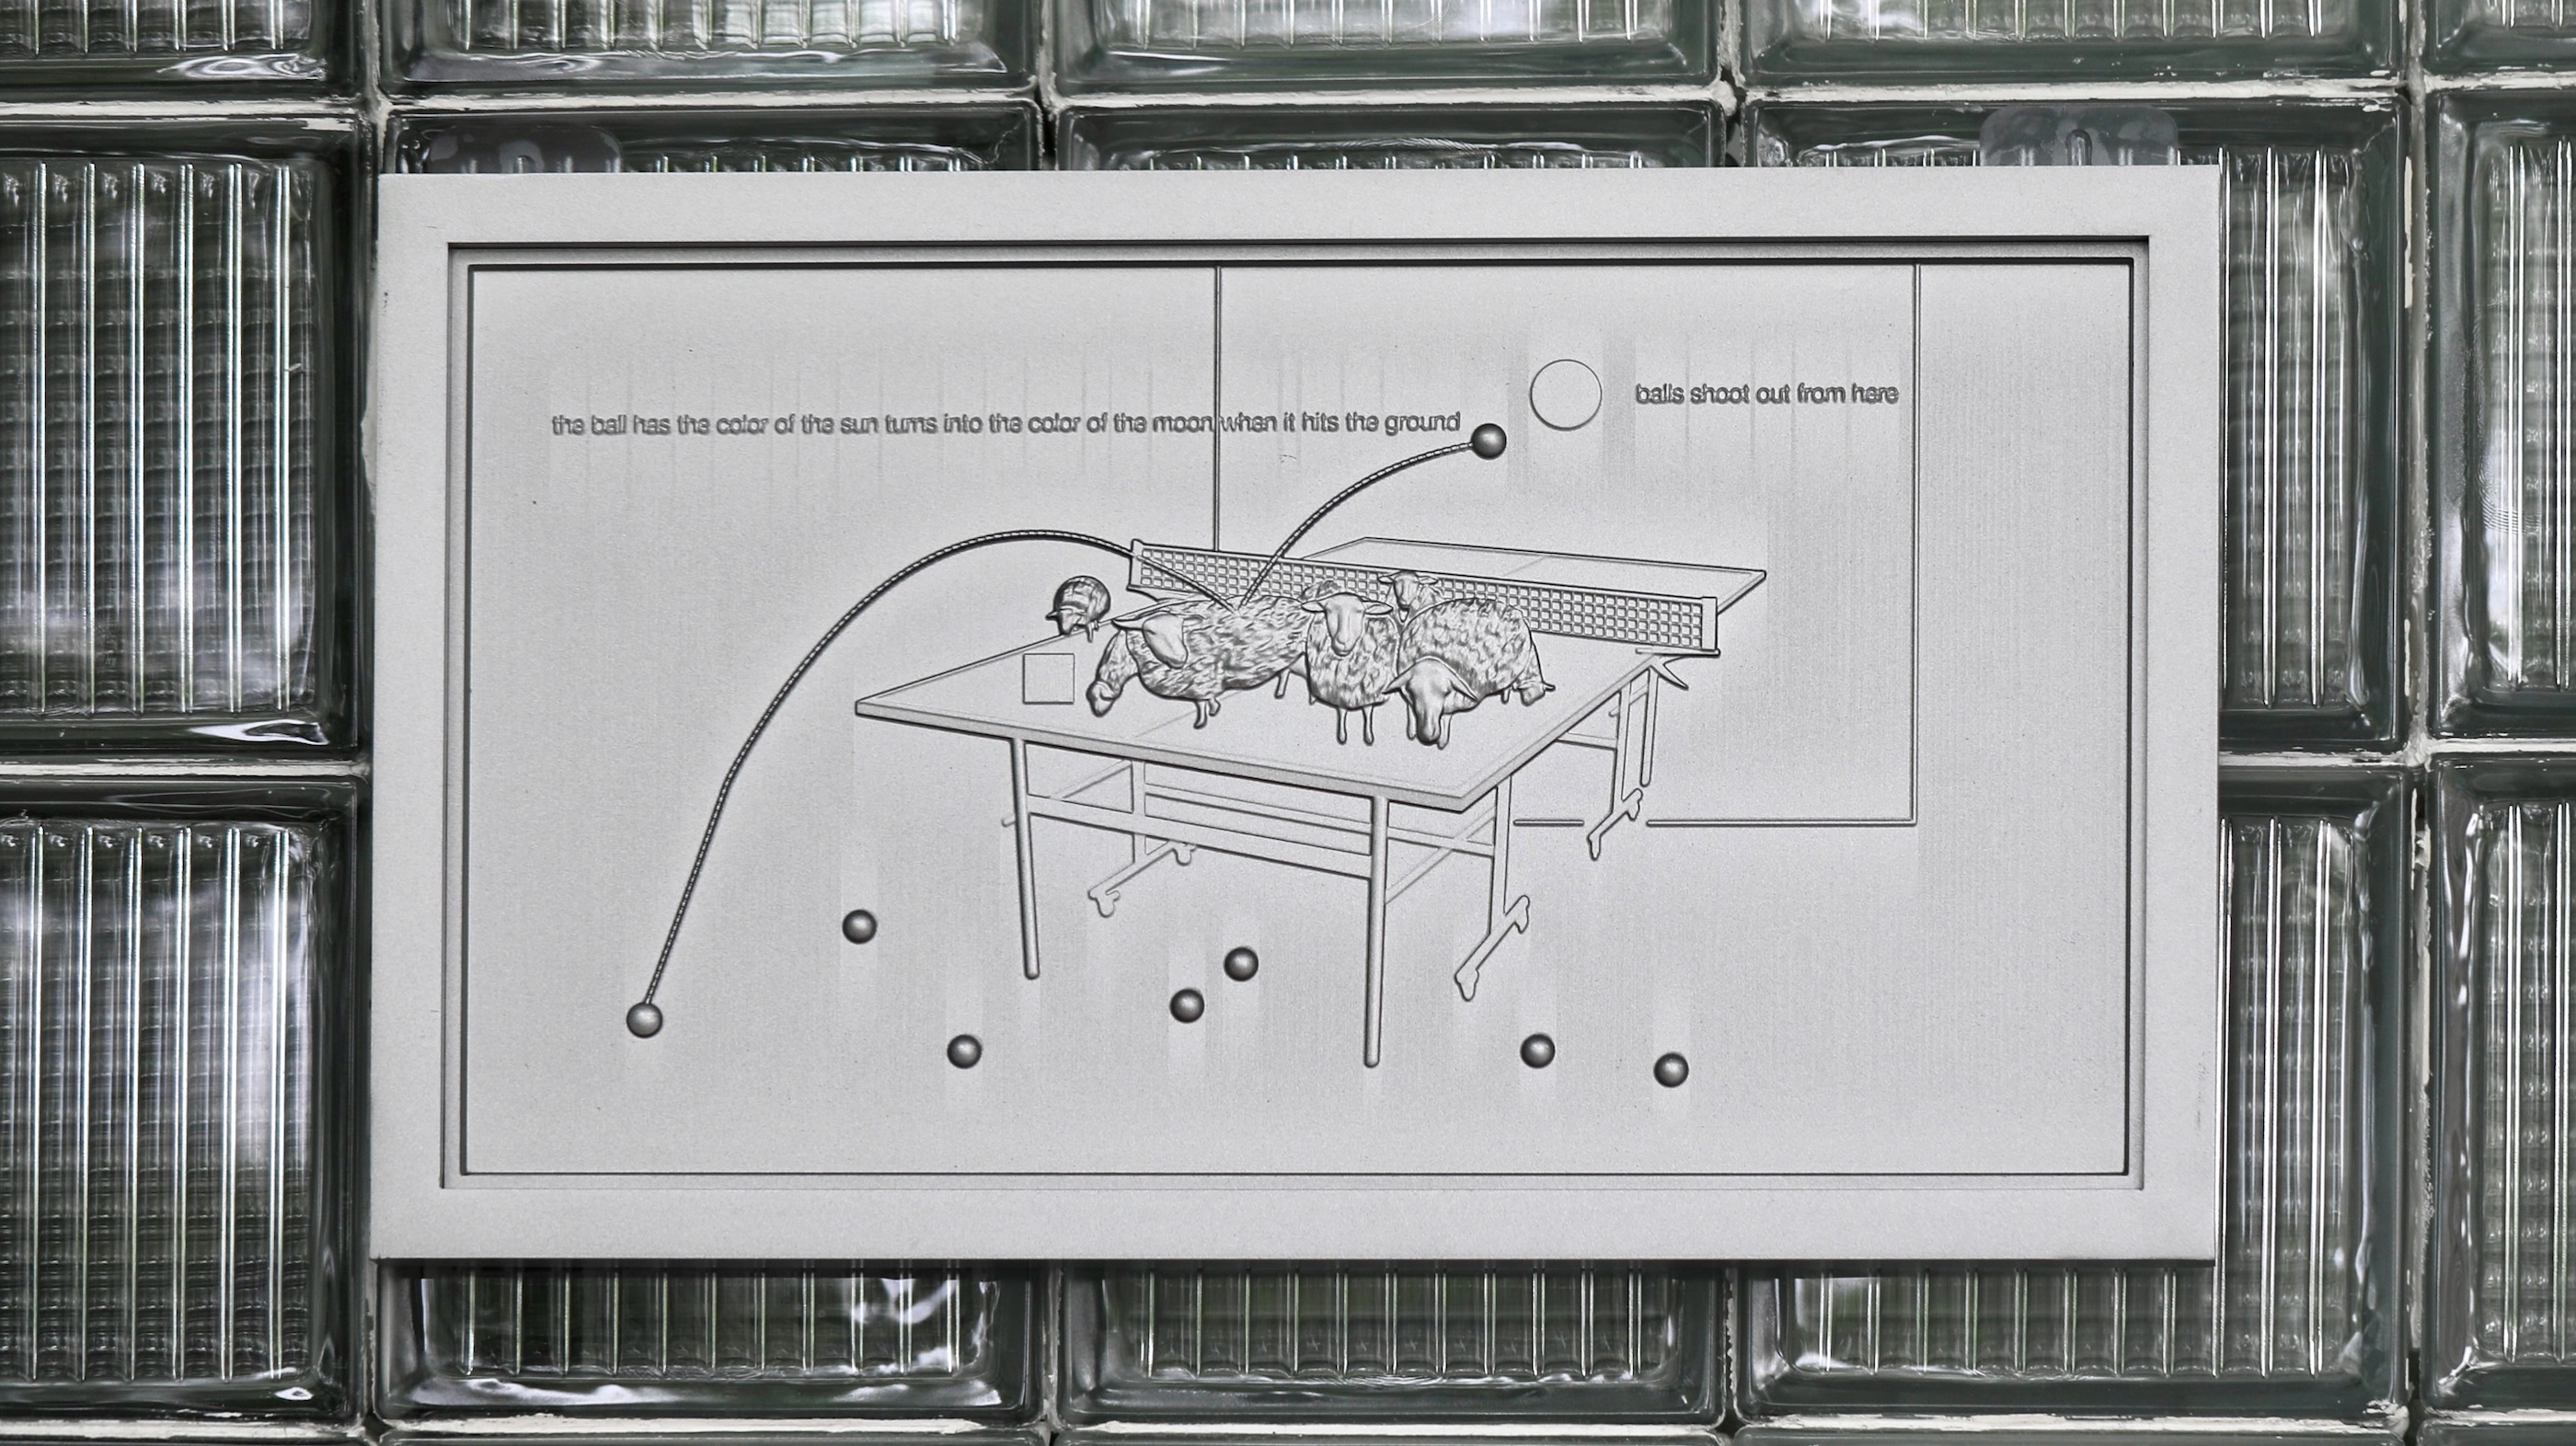 the ball has the color of the sun turns into the color of the moon when it hits the ground
balls shoot out from here